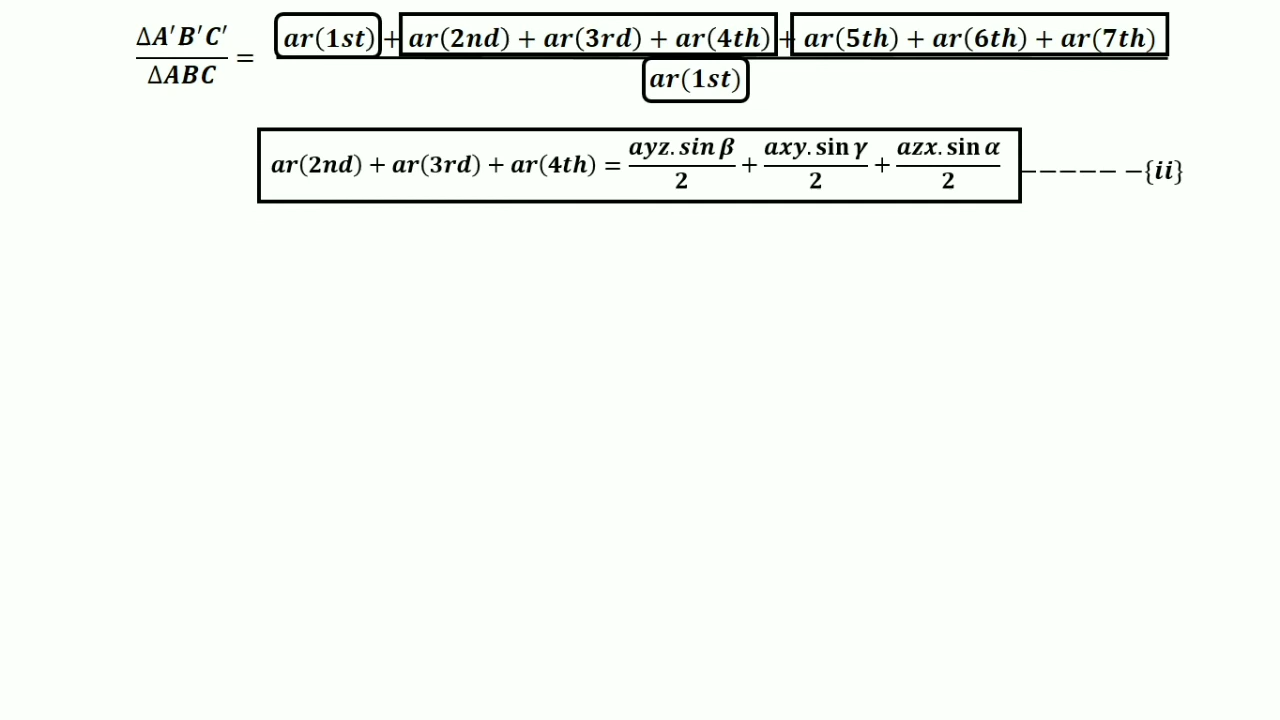 ΔA′B′C′/ΔABC = (ar(1st) + ar(2nd) + ar(3rd) + ar(4th) + ar(5th) + ar(6th) + ar(7th))/ar(1st)
ar(2nd) + ar(3rd) + ar(4th) = ayz.sin β/2 + axy.sin γ/2 + azx.sin α/2 −−−−− −{ii}